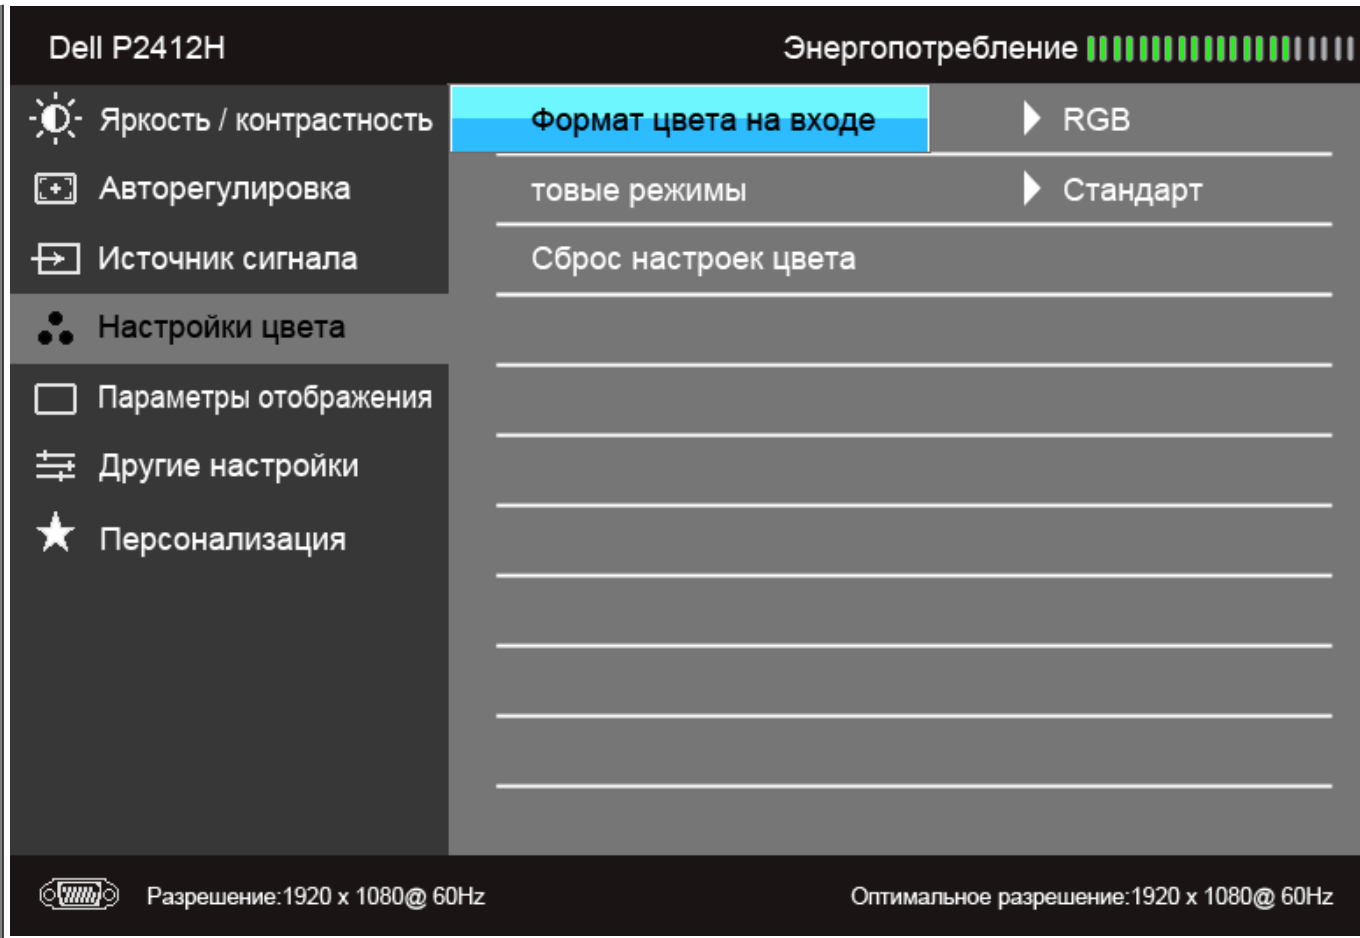 Dell P2412H
Энергопотребление
Яркость / контрастность
Формат цвета на входе
RGB
Авторегулировка
товые режимы
Стандарт
Источник сигнала
Сброс настроек цвета
Настройки цвета
Параметры отображения
Другие настройки
Персонализация
Разрешение:1920 x 1080@ 60Hz
Оптимальное разрешение:1920 x 1080@ 60Hz